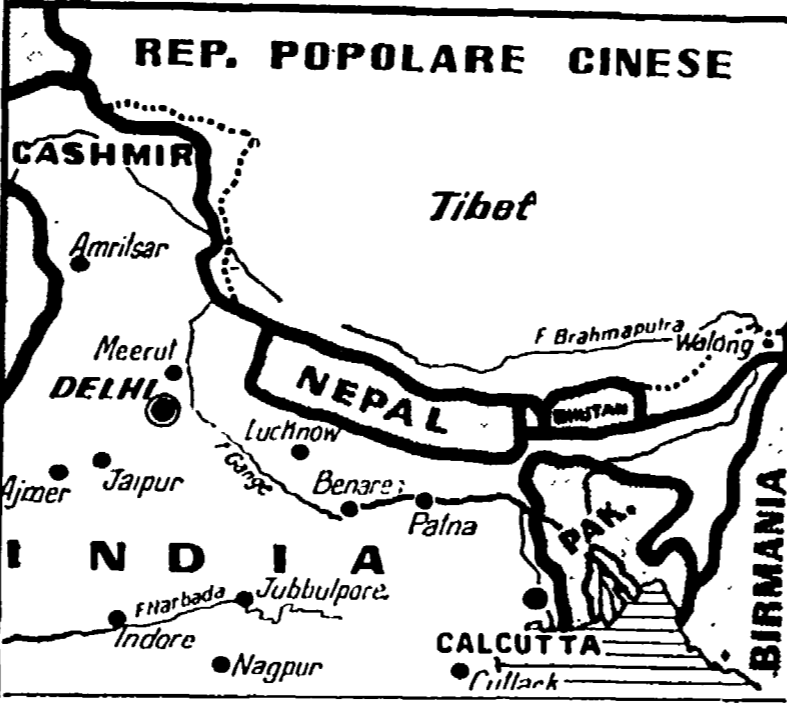 REP. POPOLARE CINESE
CASHMIR
Tibet
Amritsar
F Brahmaputra
Walong
Meerut
DELHI
NEPAL
BHUTAN
Lucknow
F Gange
Ajmer
Jaipur
Benares
Patna
PAK.
INDIA
F Narbada
Jubbulpore
Indore
CALCUTTA
Nagpur
Cuttack
BIRMANIA